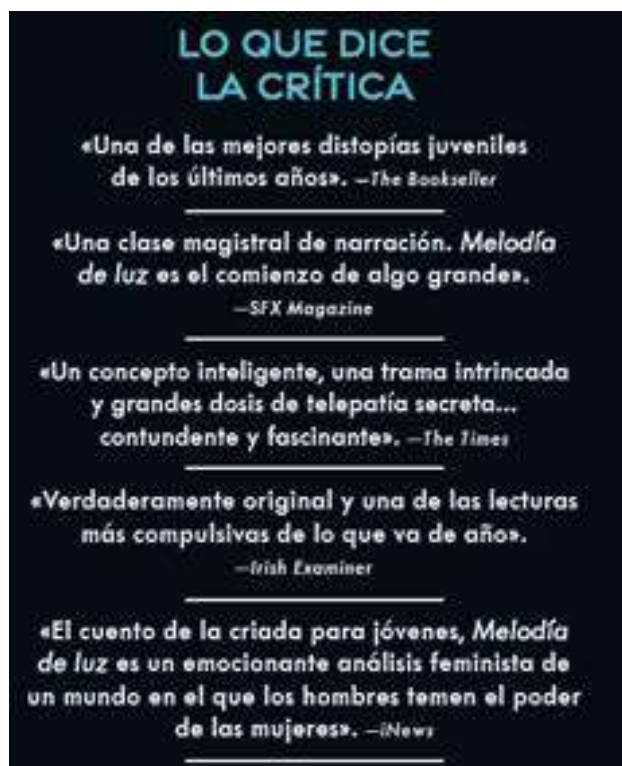 LO QUE DICE
LA CRÍTICA
«Una de las mejores distopías juveniles
de los últimos años». —The Bookseller
«Una clase magistral de narración. Melodía
de luz es el comienzo de algo grande».
—SFX Magazine
«Un concepto inteligente, una trama intrincada
y grandes dosis de telepatía secreta...
contundente y fascinante». —The Times
«Verdaderamente original y una de las lecturas
más compulsivas de lo que va de año».
—Irish Examiner
«El cuento de la criada para jóvenes, Melodía
de luz es un emocionante análisis feminista de
un mundo en el que los hombres temen el poder
de las mujeres». —iNews